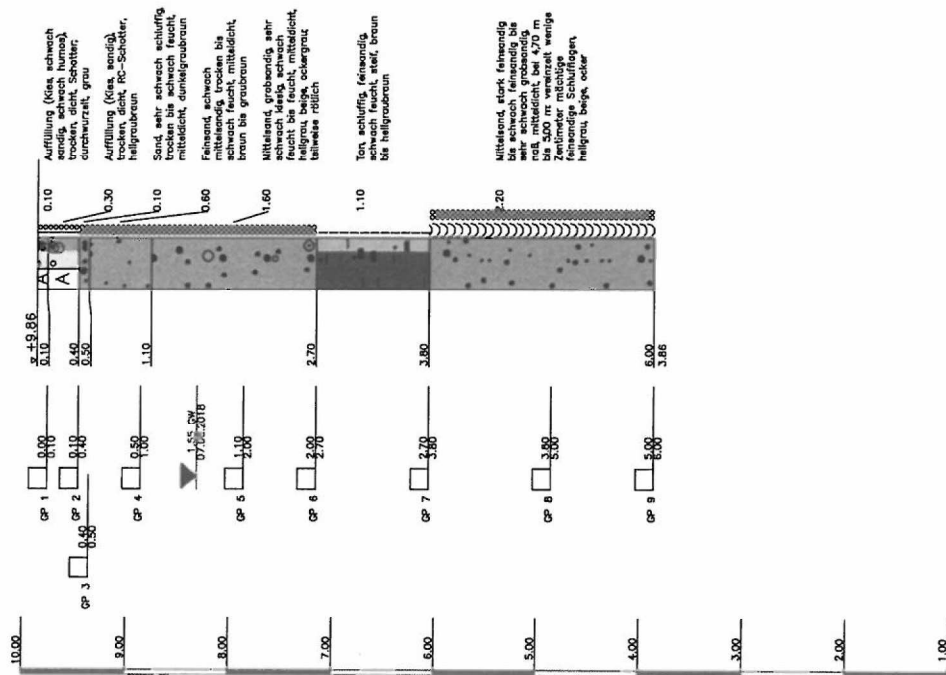 Auffüllung (Kies, schwach
sandig, schwach humos),
trocken, dicht, Schotter,
durchwurzelt, grau
0.10
Auffüllung (Kies, sandig),
trocken, dicht, RC-Schotter,
hellgraubraun
0.30
Sand, sehr schwach schluffig,
trocken bis schwach feucht,
mitteldicht, dunkelgraubraun
0.10
Feinsand, schwach
mittelsandig, trocken bis
schwach feucht, mitteldicht,
braun bis graubraun
0.60
Mittelsand, grobsandig, sehr
schwach kiesig, schwach
feucht bis feucht, mitteldicht,
hellgrau, beige, ockergrau,
teilweise rötlich
1.60
Ton, schluffig, feinsandig,
schwach feucht, steif, braun
bis hellgraubraun
1.10
Mittelsand, stark feinsandig
bis schwach feinsandig bis
sehr schwach grobsandig,
naß, mitteldicht, bei 4,70 m
bis 5,00 m: vereinzelt wenige
Zentimeter mächtige
feinsandige Schlufflagen,
hellgrau, beige, ocker
2.20
A
A
+9.86
0.10
0.40
0.50
1.10
2.70
3.80
6.00
3.86
GP 1
0.00
0.10
GP 2
0.10
0.40
GP 3
0.40
0.50
GP 4
0.50
1.00
1.55 GW
GP 5
1.10
2.00
GP 6
2.00
2.70
GP 7
2.70
3.80
GP 8
3.80
5.00
GP 9
5.00
6.00
10.00
9.00
8.00
7.00
6.00
5.00
4.00
3.00
2.00
1.00